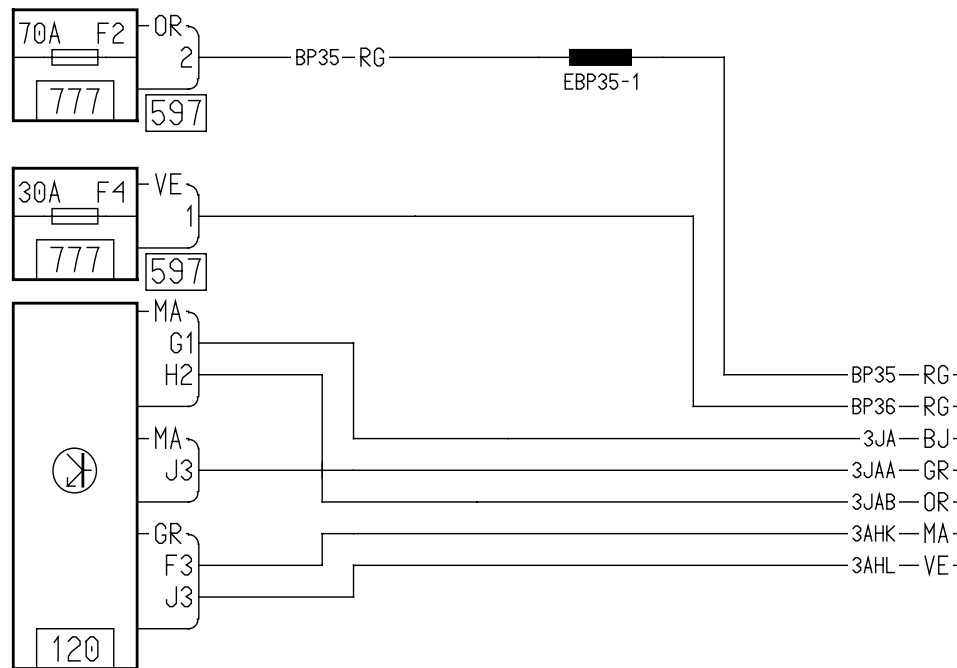 70A F2 OR
2 BP35 RG
EBP35-1
777
597
30A F4 VE
1
777
597
MA
G1
H2
BP35 RG
BP36 RG
MA
3JA BJ
J3 3JAA GR
3JAB OR
GR 3AHK MA
F3 3AHL VE
J3
120